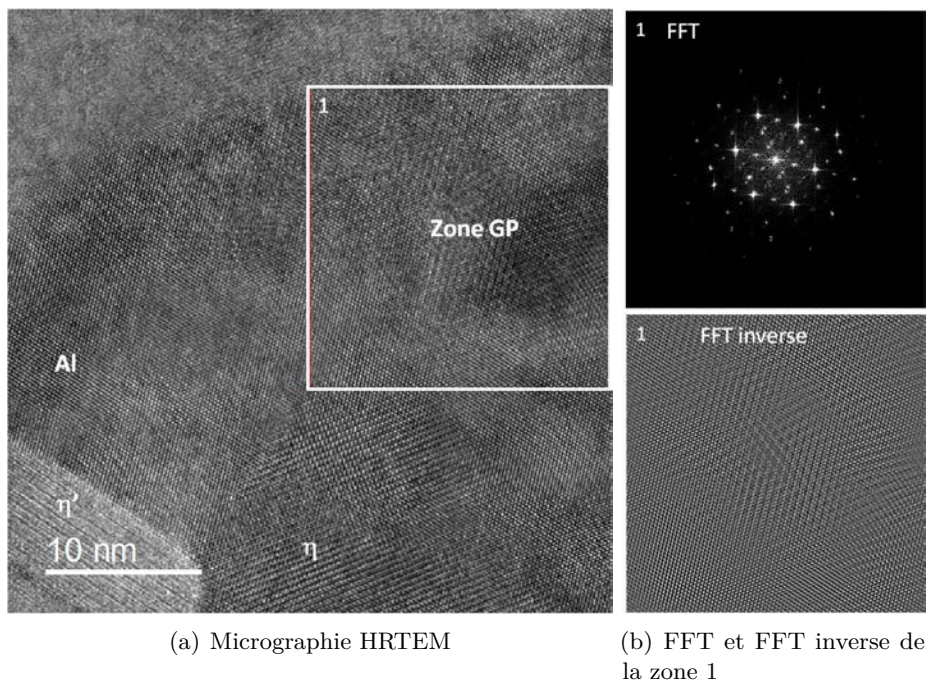 1
Zone GP
Al
η'
10 nm
η
1 FFT
1 FFT inverse
(a) Micrographie HRTEM
(b) FFT et FFT inverse de
la zone 1